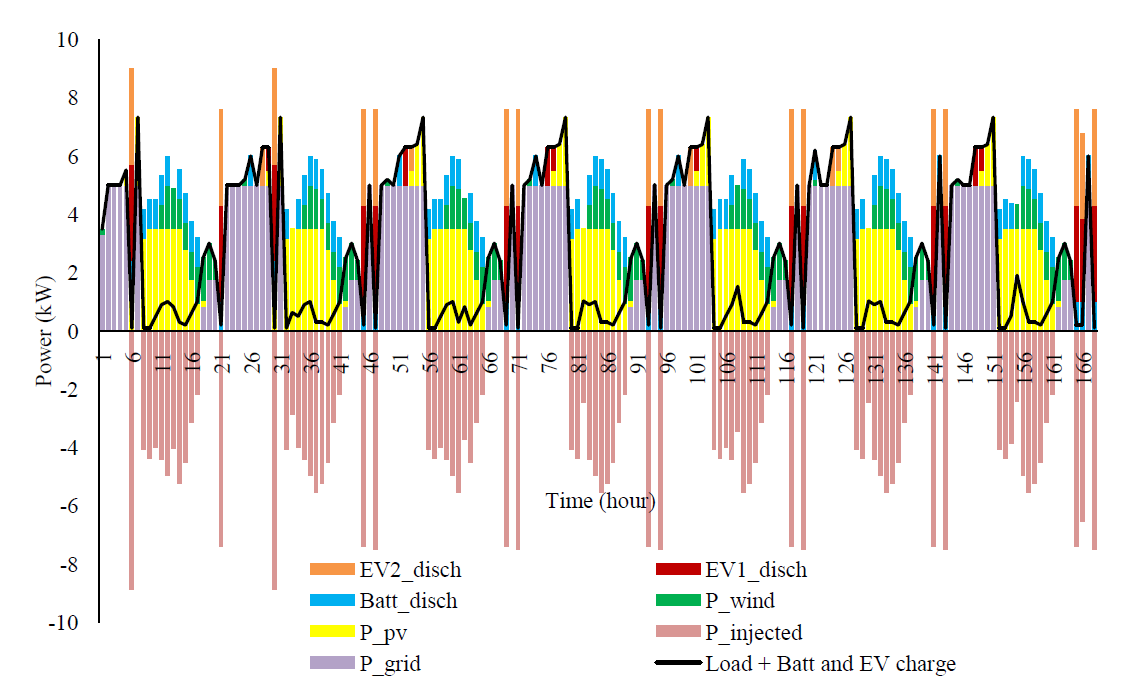 10
8
6
4
2
0
-2
-4
-6
-8
-10
Power (kW)
1 6 11 16 21 26 31 36 41 46 51 56 61 66 71 76 81 86 91 96 101 106 111 116 121 126 131 136 141 146 151 156 161 166
Time (hour)
EV2_disch EV1_disch
Batt_disch P_wind
P_pv P_injected
P_grid Load + Batt and EV charge